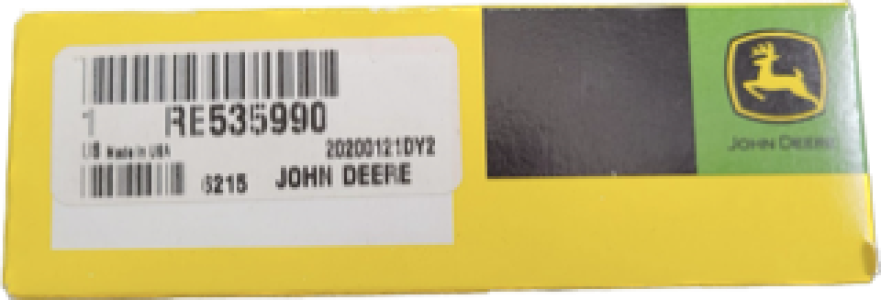 1 RE535990
US Made in USA 20200121DY2
6215 JOHN DEERE
JOHN DEERE